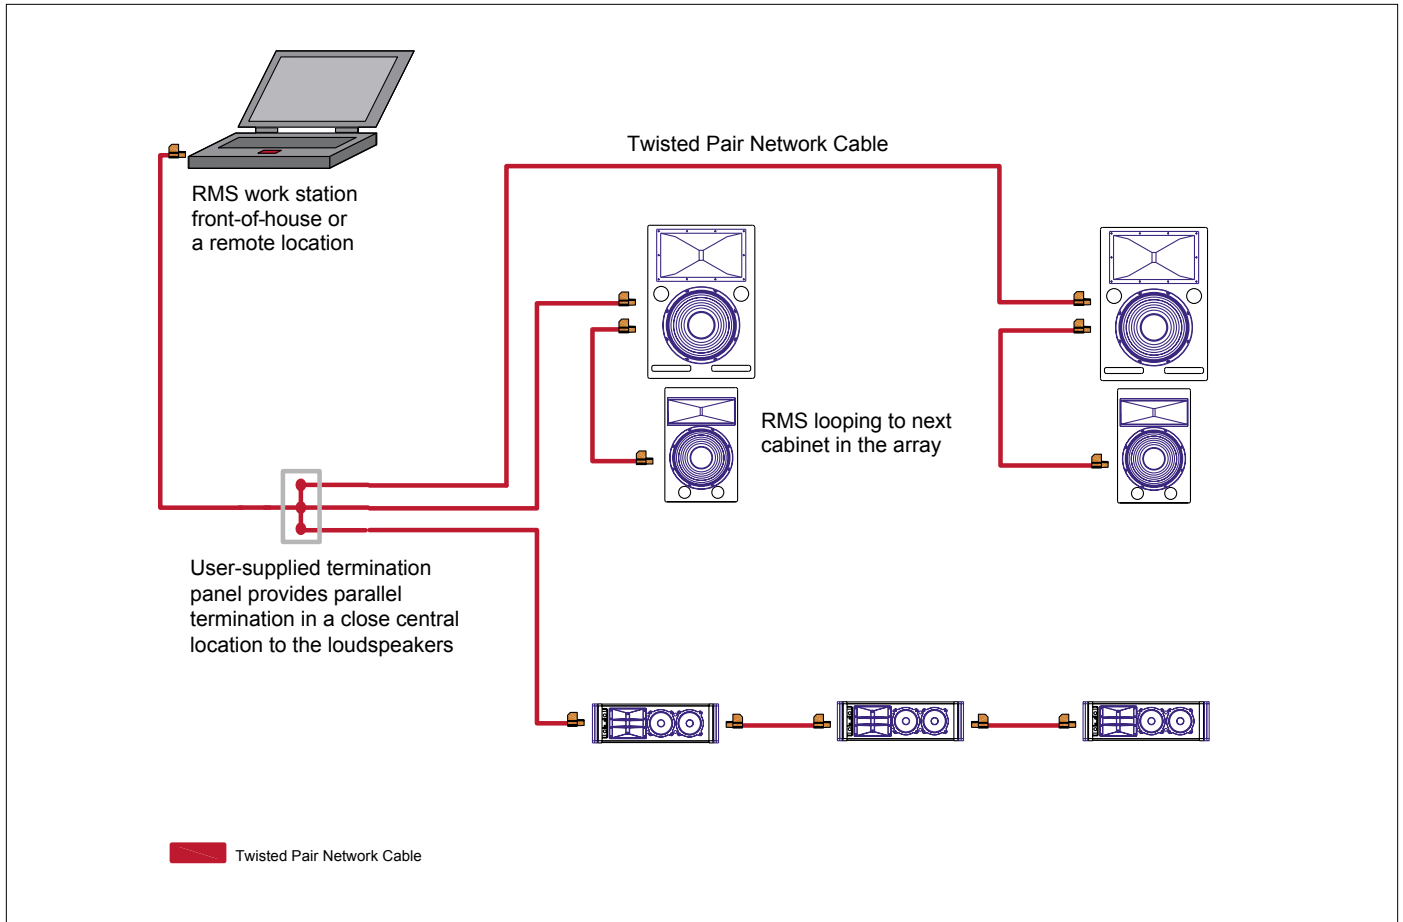 Twisted Pair Network Cable
RMS work station
front-of-house or
a remote location
RMS looping to next
cabinet in the array
User-supplied termination
panel provides parallel
termination in a close central
location to the loudspeakers
Twisted Pair Network Cable